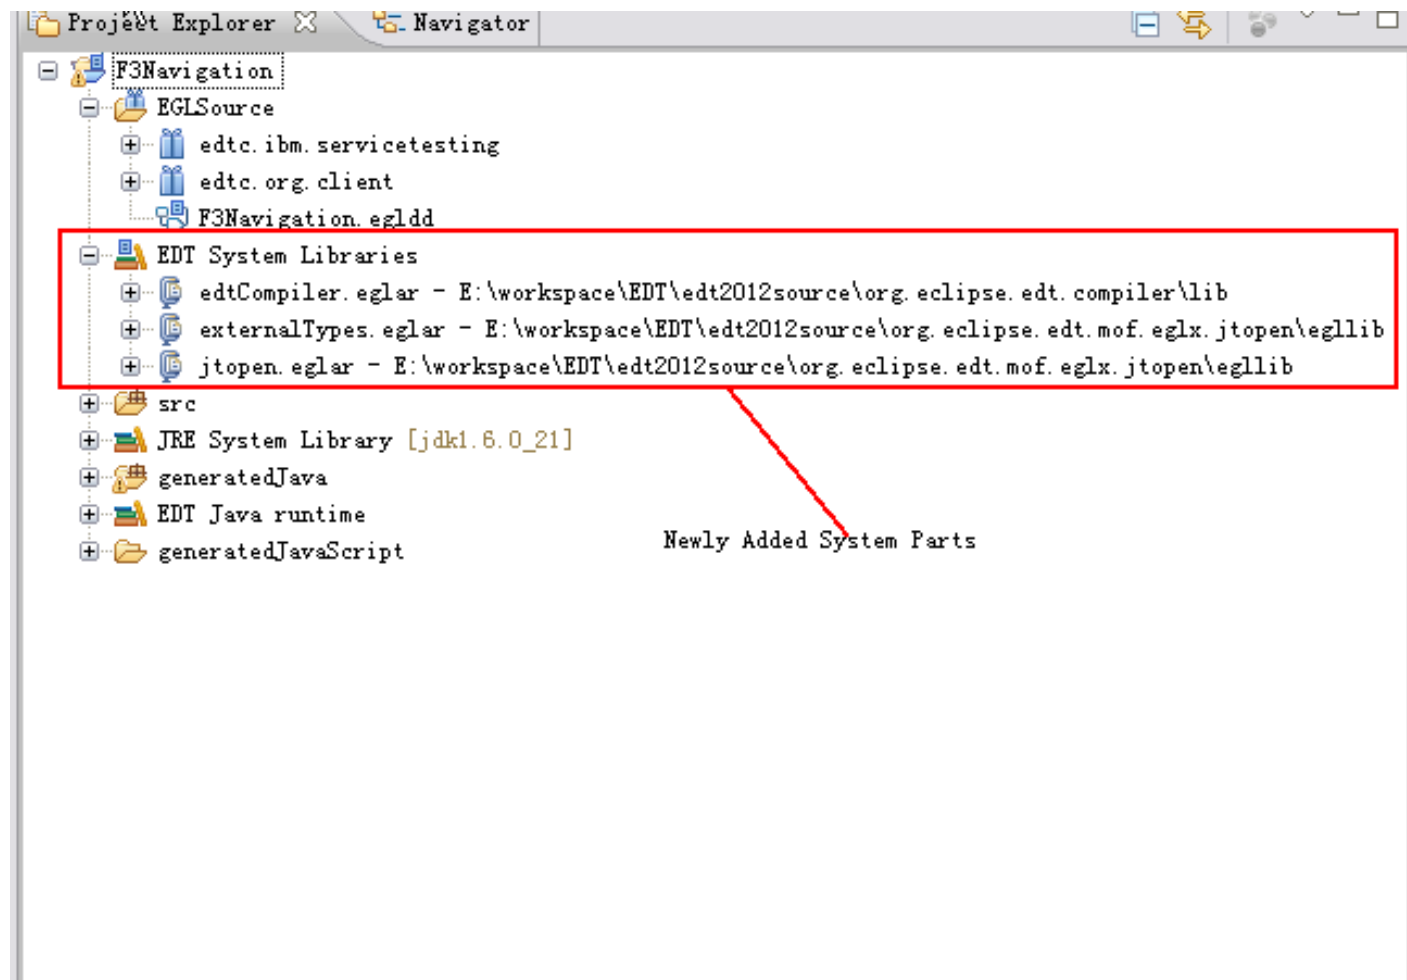 Project Explorer
Navigator
F3Navigation
EGLSource
edtc.ibm.servicetesting
edtc.org.client
F3Navigation.egldd
EDT System Libraries
edtCompiler.eglar - E:\workspace\EDT\edt2012source\org.eclipse.edt.compiler\lib
externalTypes.eglar - E:\workspace\EDT\edt2012source\org.eclipse.edt.mof.eglx.jtopen\egllib
jtopen.eglar - E:\workspace\EDT\edt2012source\org.eclipse.edt.mof.eglx.jtopen\egllib
src
JRE System Library [jdk1.6.0_21]
generatedJava
EDT Java runtime
Newly Added System Parts
generatedJavaScript